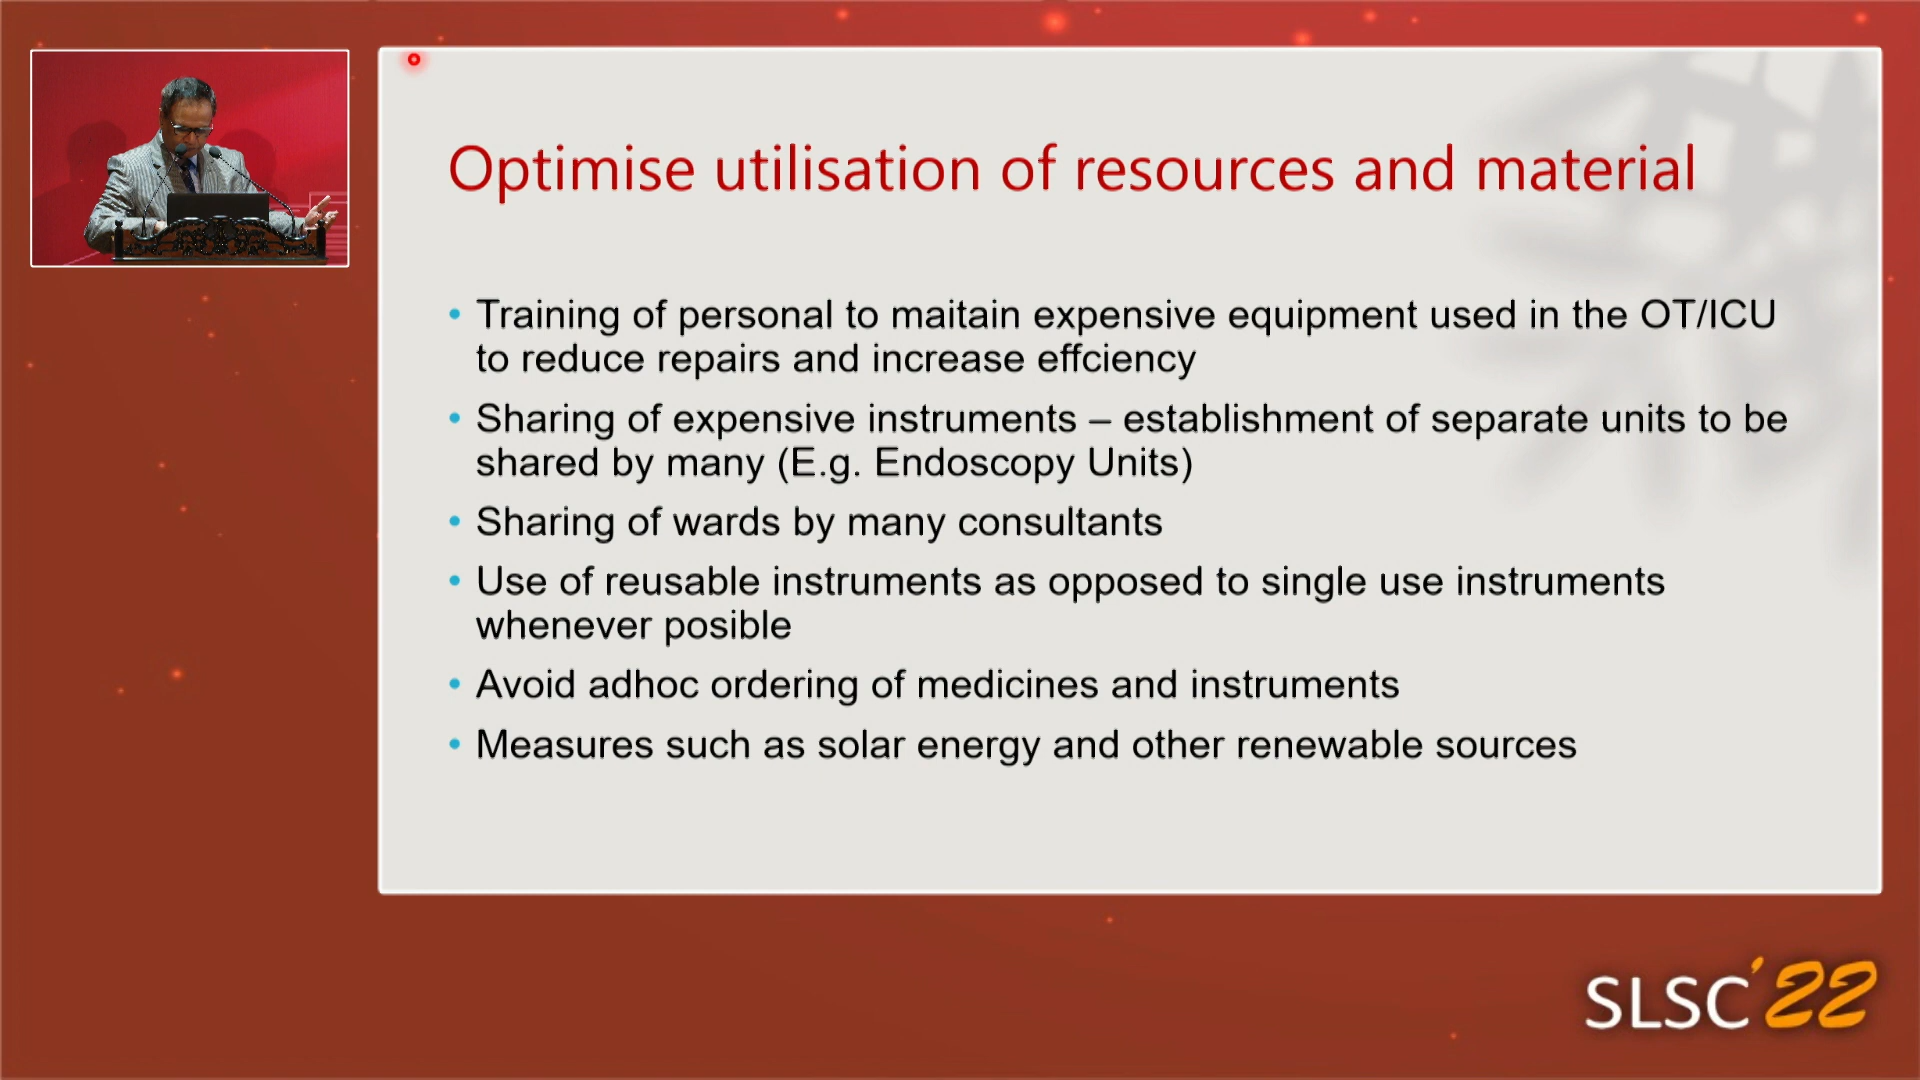 Optimise utilisation of resources and material
• Training of personal to maitain expensive equipment used in the OT/ICU
to reduce repairs and increase effciency
• Sharing of expensive instruments – establishment of separate units to be
shared by many (E.g. Endoscopy Units)
• Sharing of wards by many consultants
• Use of reusable instruments as opposed to single use instruments
whenever posible
• Avoid adhoc ordering of medicines and instruments
• Measures such as solar energy and other renewable sources
SLSC'22